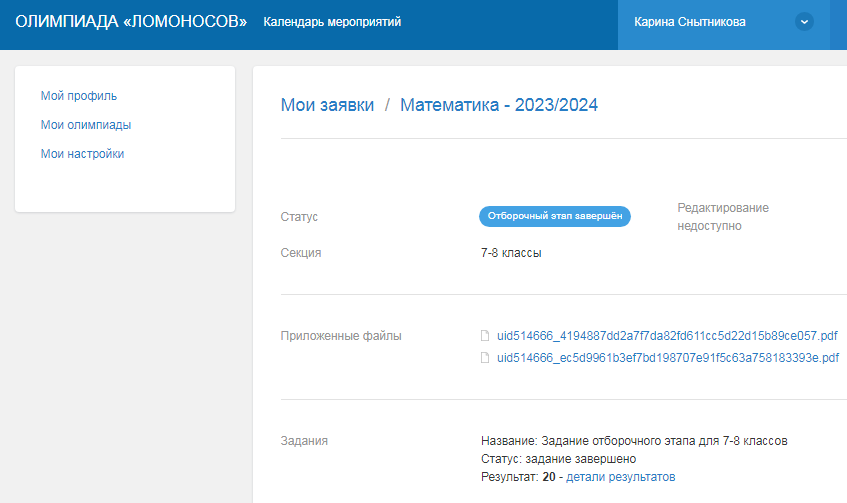 ОЛИМПИАДА «ЛОМОНОСОВ» Календарь мероприятий Карина Снытникова
Мой профиль
Мои олимпиады
Мои настройки
Мои заявки / Математика - 2023/2024
Статус Отборочный этап завершён Редактирование
недоступно
Секция 7-8 классы
Приложенные файлы uid514666_4194887dd2a7f7da82fd611cc5d22d15b89ce057.pdf
uid514666_ec5d9961b3ef7bd198707e91f5c63a758183393e.pdf
Задания Название: Задание отборочного этапа для 7-8 классов
Статус: задание завершено
Результат: 20 - детали результатов